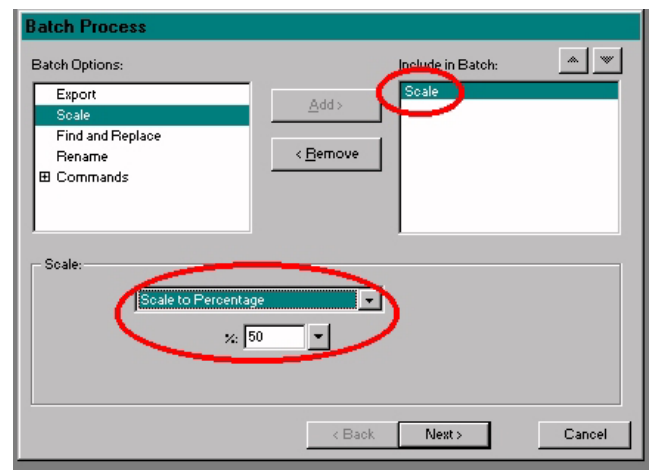 Batch Process
Batch Options:
Include in Batch:
Export
Scale
Find and Replace
Rename
Commands
Add >
< Remove
Scale
Scale:
Scale to Percentage
%: 50
< Back
Next >
Cancel